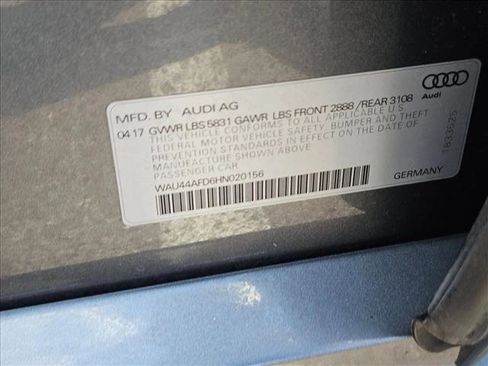 MFD. BY AUDI AG
Audi
04 17 GVWR LBS 5831 GAWR LBS FRONT 2888 /REAR 3108
THIS VEHICLE CONFORMS TO ALL APPLICABLE U S
FEDERAL MOTOR VEHICLE SAFETY, BUMPER AND THEFT
PREVENTION STANDARDS IN EFFECT ON THE DATE OF
MANUFACTURE SHOWN ABOVE
PASSENGER CAR
WAU44AFD6HN020156
GERMANY